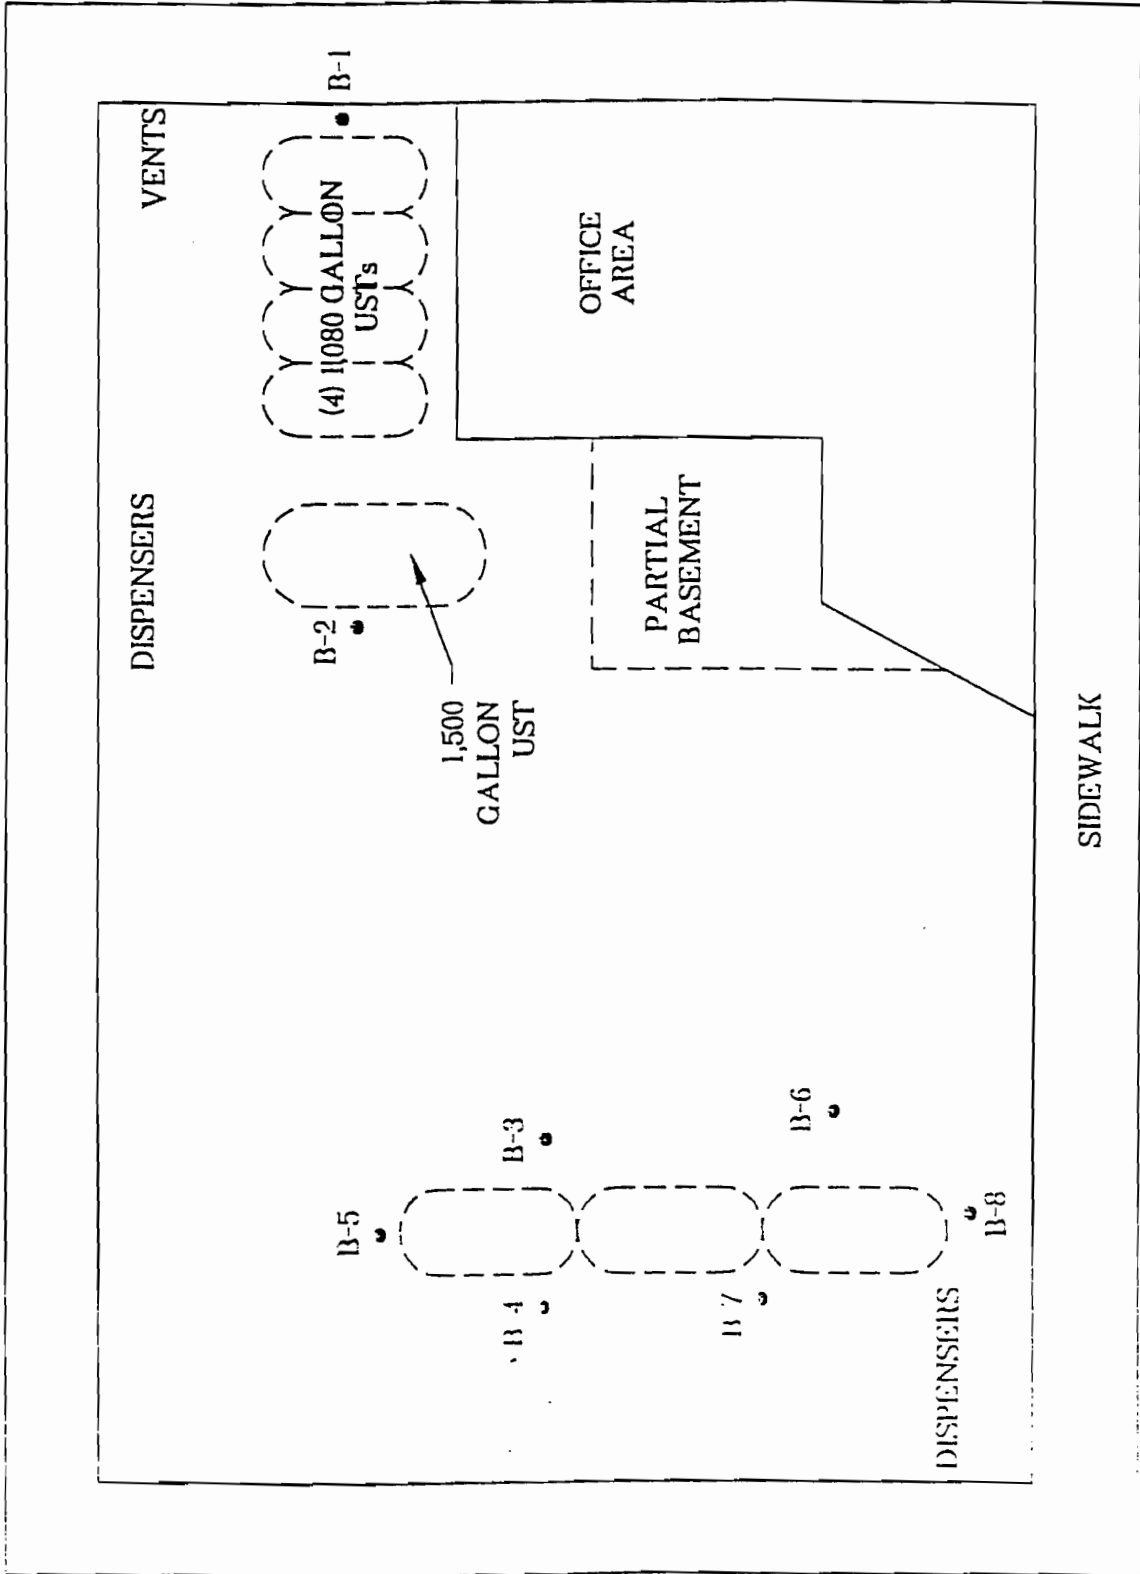 DISPENSERS
VENTS
B-5
B-2
(4) 1,080 GALLON
USTs
B-1
1,500
GALLON
UST
B-4
B-3
OFFICE
AREA
PARTIAL
BASEMENT
B-7
B-6
DISPENSERS
B-8
SIDEWALK